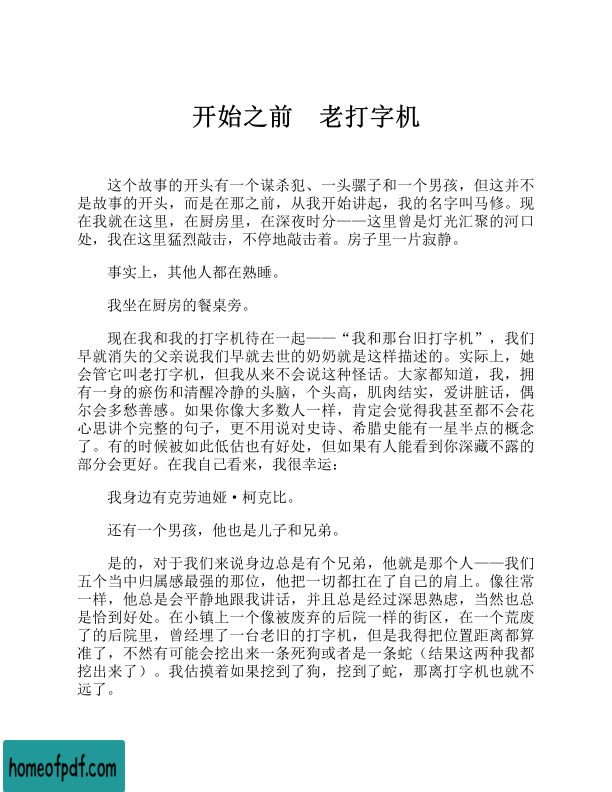 开始之前　老打字机
这个故事的开头有一个谋杀犯、一头骡子和一个男孩，但这并不
是故事的开头，而是在那之前，从我开始讲起，我的名字叫马修。现
在我就在这里，在厨房里，在深夜时分——这里曾是灯光汇聚的河口
处，我在这里猛烈敲击，不停地敲击着。房子里一片寂静。
事实上，其他人都在熟睡。
我坐在厨房的餐桌旁。
现在我和我的打字机待在一起——“我和那台旧打字机”，我们
早就消失的父亲说我们早就去世的奶奶就是这样描述的。实际上，她
会管它叫老打字机，但我从来不会说这种怪话。大家都知道，我，拥
有一身的瘀伤和清醒冷静的头脑，个头高，肌肉结实，爱讲脏话，偶
尔会多愁善感。如果你像大多数人一样，肯定会觉得我甚至都不会花
心思讲个完整的句子，更不用说对史诗、希腊史能有一星半点的概念
了。有的时候被如此低估也有好处，但如果有人能看到你深藏不露的
部分会更好。在我自己看来，我很幸运：
我身边有克劳迪娅·柯克比。
还有一个男孩，他也是儿子和兄弟。
是的，对于我们来说身边总是有个兄弟，他就是那个人——我们
五个当中归属感最强的那位，他把一切都扛在了自己的肩上。像往常
一样，他总是会平静地跟我讲话，并且总是经过深思熟虑，当然也总
是恰到好处。在小镇上一个像被废弃的后院一样的街区，在一个荒废
了的后院里，曾经埋了一台老旧的打字机，但是我得把位置距离都算
准了，不然有可能会挖出来一条死狗或者是一条蛇（结果这两种我都
挖出来了）。我估摸着如果挖到了狗，挖到了蛇，那离打字机也就不
远了。
homeofpdf.com